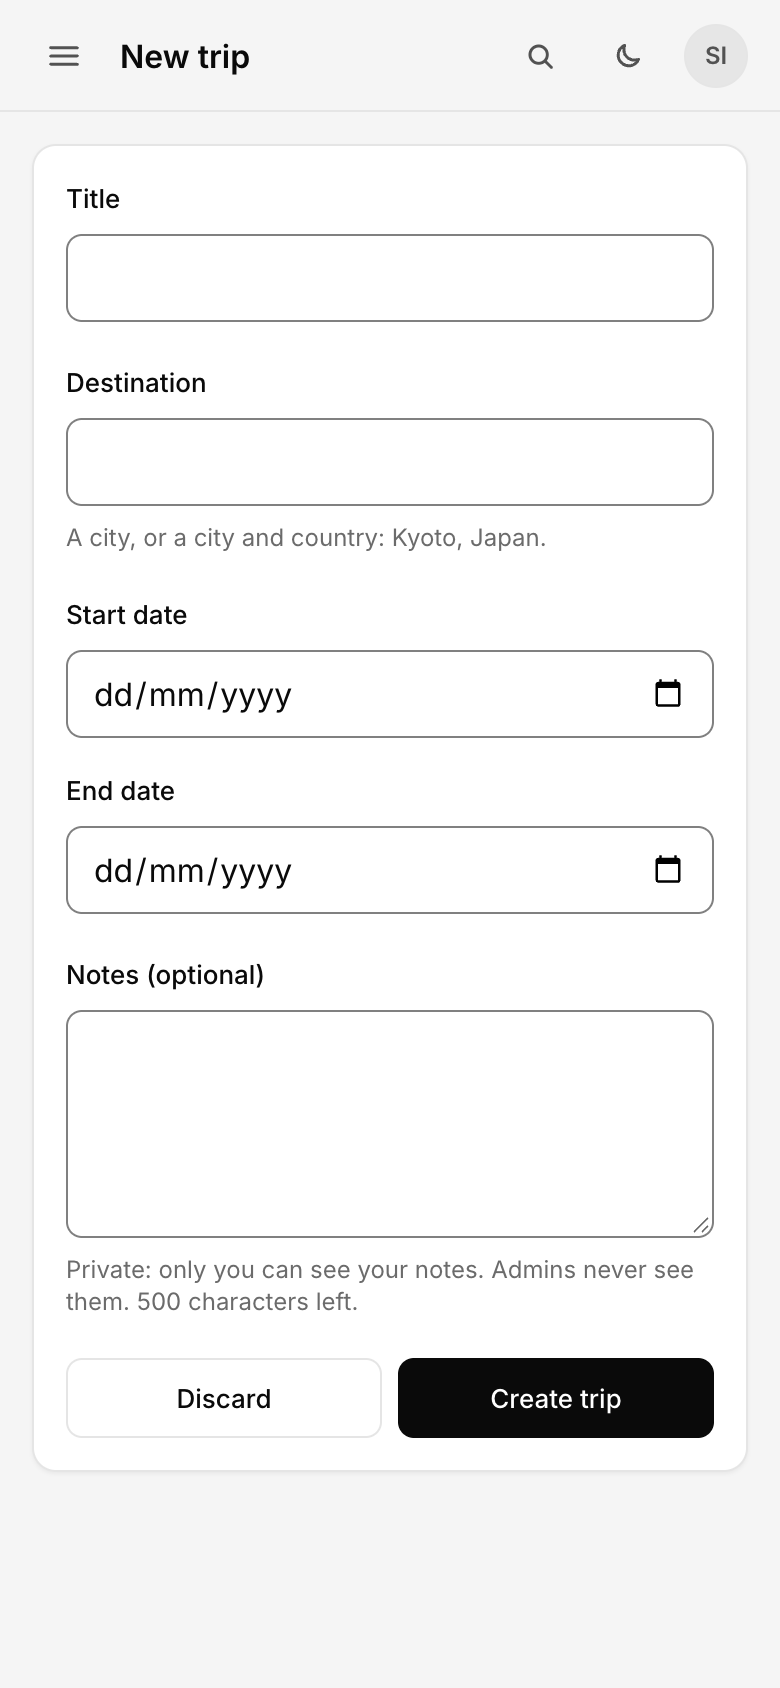 New trip
SI
Title
Destination
A city, or a city and country: Kyoto, Japan.
Start date
dd/mm/yyyy
End date
dd/mm/yyyy
Notes (optional)
Private: only you can see your notes. Admins never see
them. 500 characters left.
Discard
Create trip